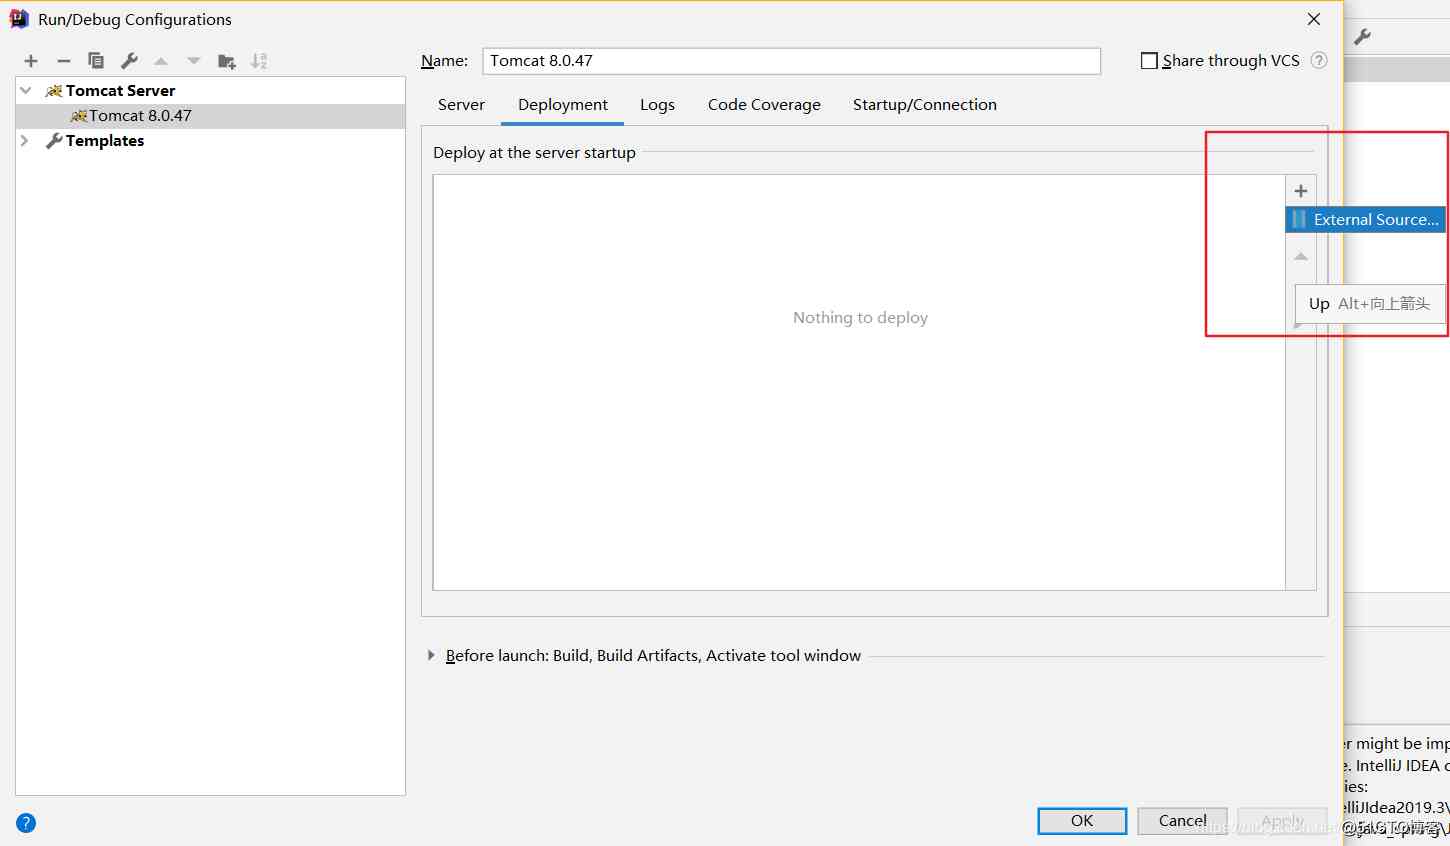 Run/Debug Configurations
Name: Tomcat 8.0.47
Share through VCS ?
Tomcat Server
Tomcat 8.0.47
Templates
Server Deployment Logs Code Coverage Startup/Connection
Deploy at the server startup
External Source...
Up Alt+向上箭头
Nothing to deploy
Before launch: Build, Build Artifacts, Activate tool window
er might be imp
e. IntelliJ IDEA c
ies:
elliJIdea2019.3\
?
OK Cancel Apply
@51CTO博客